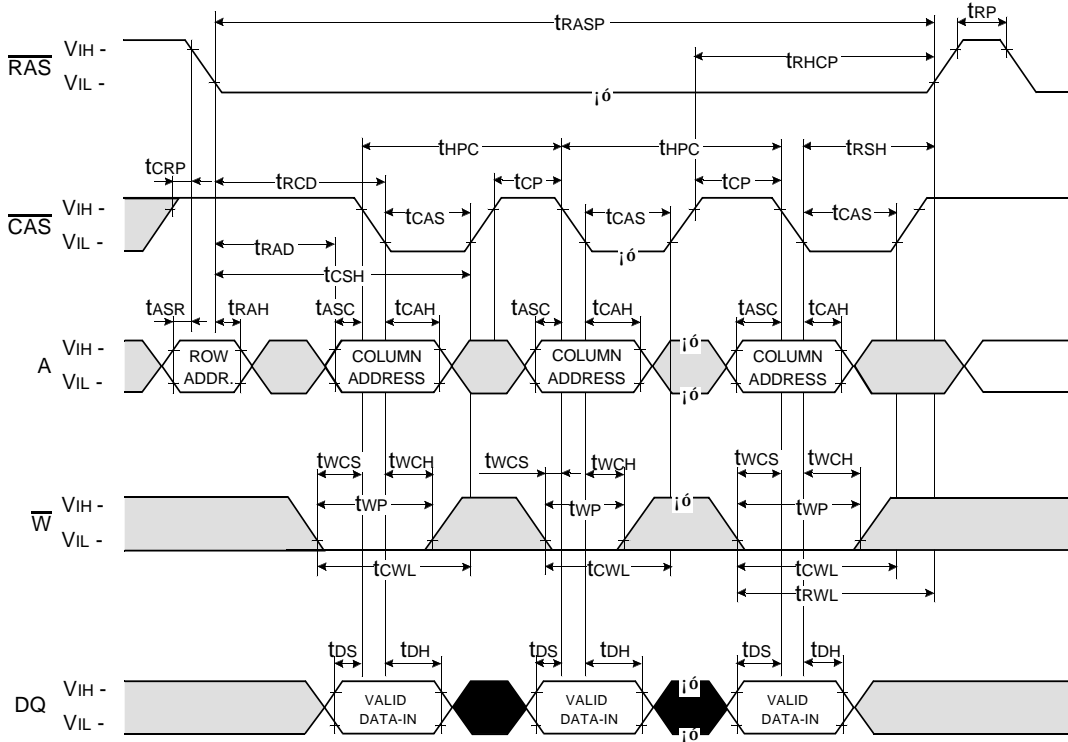 tRASP tRP
RAS VIH - tRHCP
VIL - ¡ó
tHPC tHPC tRSH
tCRP tRCD tCP tCP
CAS VIH - tCAS tCAS tCAS
VIL - tRAD ¡ó
tCSH
tASR tRAH tASC tCAH tASC tCAH tASC tCAH
A VIH - ROW COLUMN COLUMN ¡ó COLUMN
VIL - ADDR. ADDRESS ADDRESS ¡ó ADDRESS
tWCS tWCH tWCS tWCH tWCS tWCH
W VIH - tWP tWP ¡ó tWP
VIL -
tCWL tCWL tCWL
tRWL
tDS tDH tDS tDH tDS tDH
DQ VIH - VALID VALID ¡ó VALID
VIL - DATA-IN DATA-IN ¡ó DATA-IN